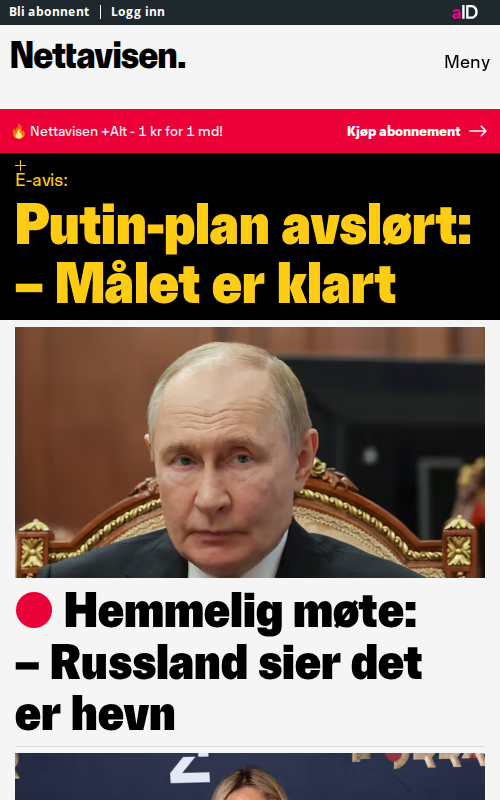 Bli abonnent | Logg inn
aID
Nettavisen.
Meny
🔥 Nettavisen +Alt - 1 kr for 1 md!
Kjøp abonnement →
+
E-avis:
Putin-plan avslørt:
– Målet er klart
Hemmelig møte:
– Russland sier det
er hevn